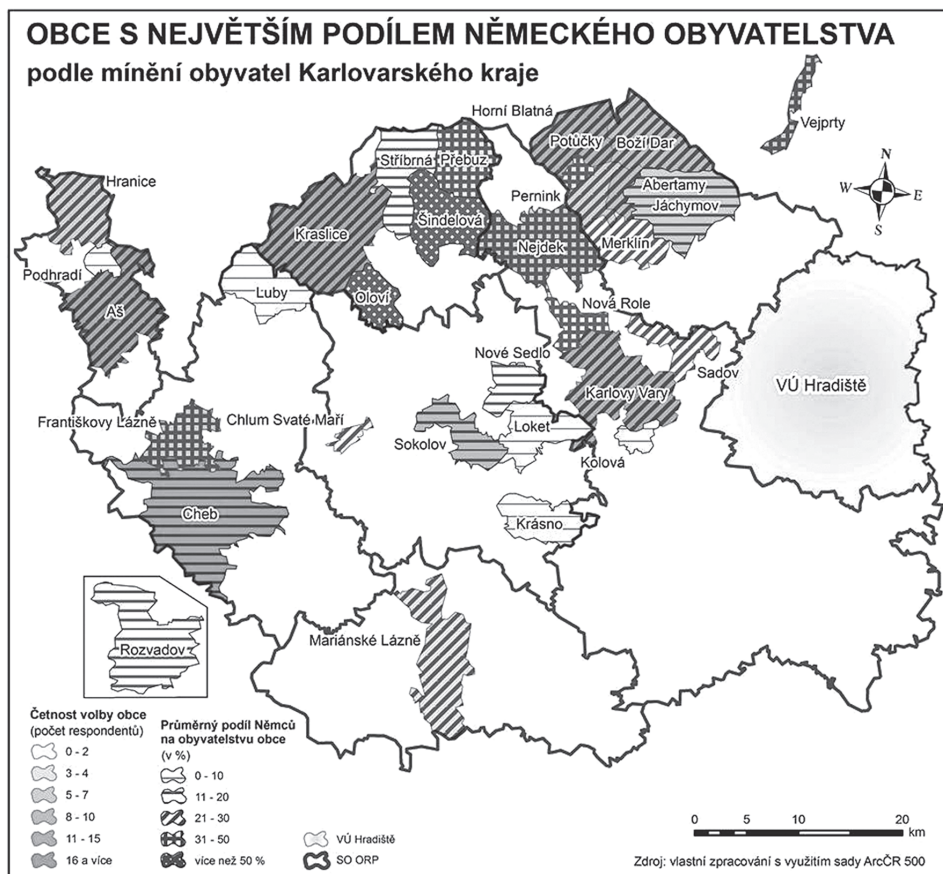 OBCE S NEJVĚTŠÍM PODÍLEM NĚMECKÉHO OBYVATELSTVA
podle mínění obyvatel Karlovarského kraje
Horní Blatná
Vejprty
Potůčky
Boží Dar
Stříbrná
Přebuz
Hranice
Abertamy
Pernink
Jáchymov
Šindelová
Kraslice
Merklín
Nejdek
Podhradí
Luby
Oloví
Nová Role
Aš
Nové Sedlo
Sadov
VÚ Hradiště
Karlovy Vary
Františkovy Lázně
Chlum Svaté Maří
Loket
Sokolov
Kolová
Cheb
Krásno
Mariánské Lázně
Rozvadov
N
W
E
S
Četnost volby obce
(počet respondentů)
0 - 2
3 - 4
5 - 7
8 - 10
11 - 15
16 a více
Průměrný podíl Němců
na obyvatelstvu obce
(v %)
0 - 10
11 - 20
21 - 30
31 - 50
více než 50 %
VÚ Hradiště
SO ORP
0 10 20
km
Zdroj: vlastní zpracování s využitím sady ArcČR 500